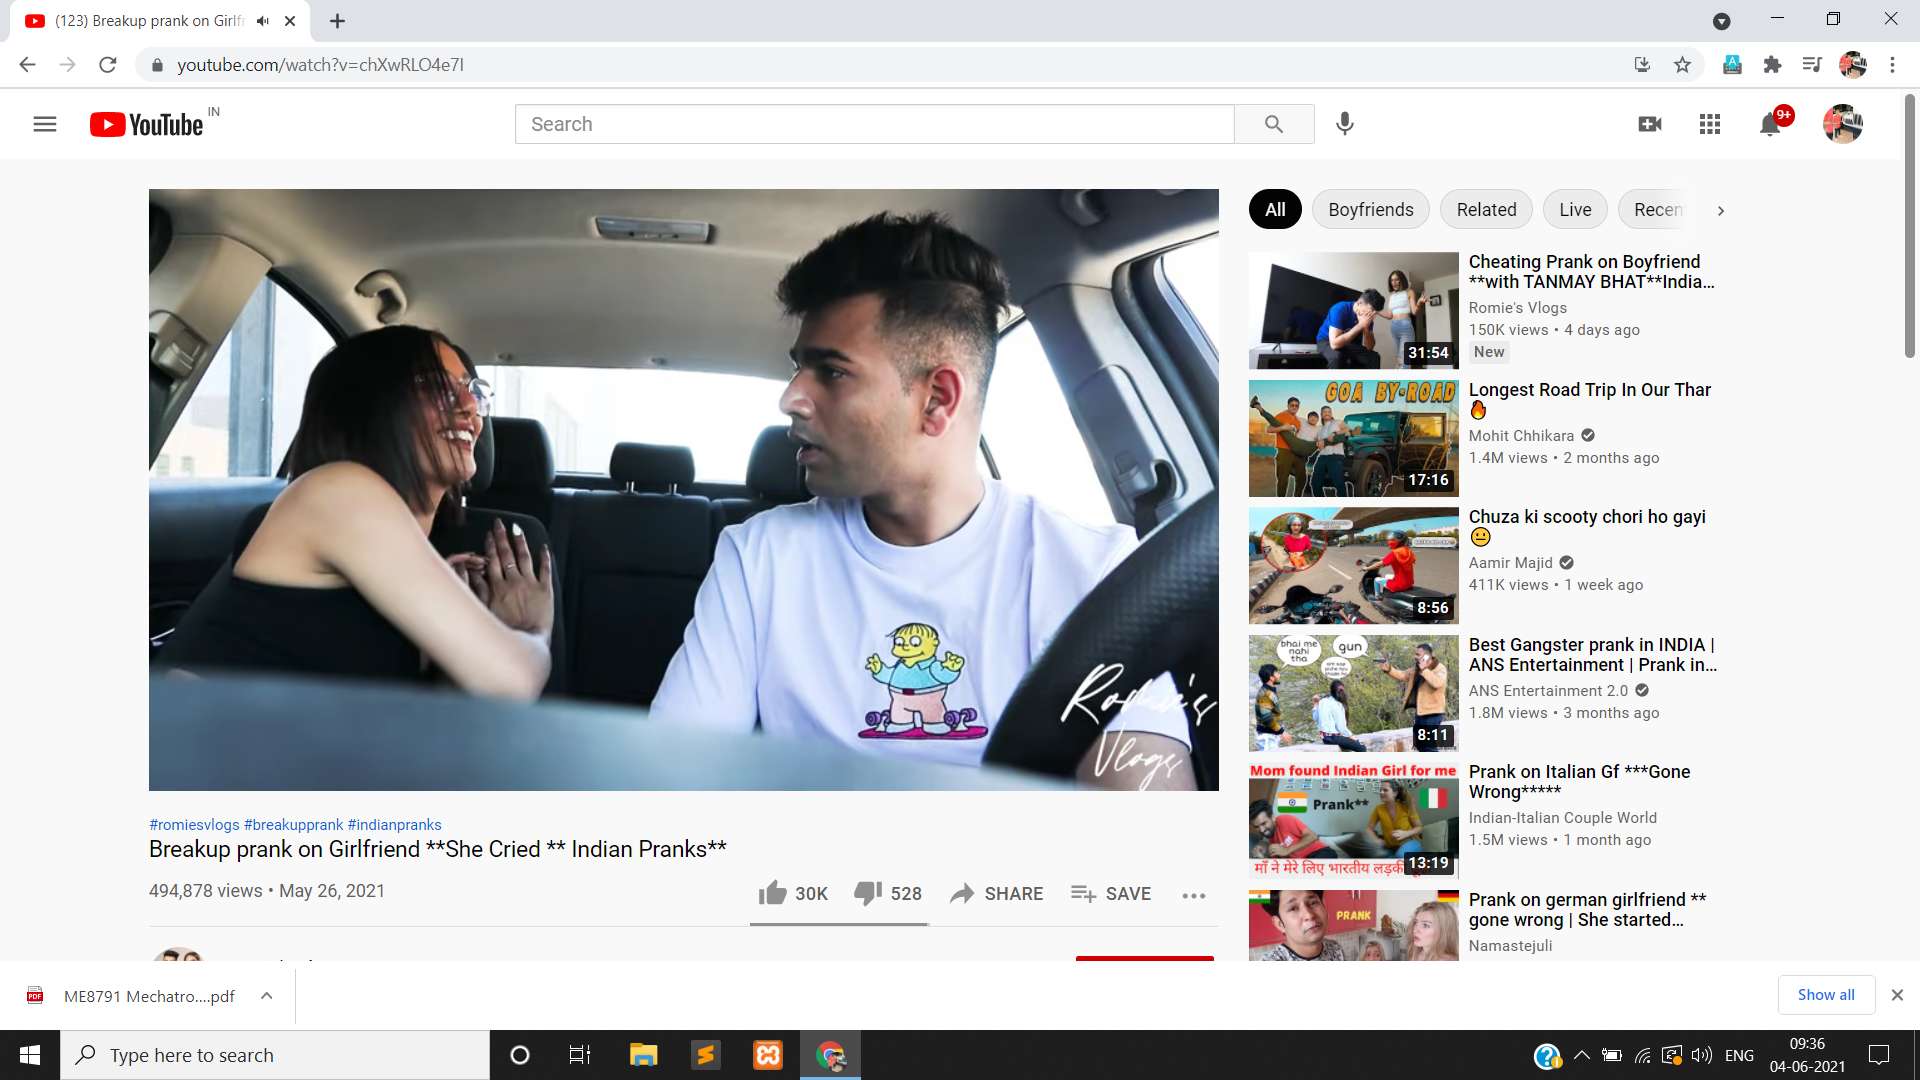 (123) Breakup prank on Girlf
youtube.com/watch?v=chXwRLO4e7I
YouTube IN
Search
9+
Romie's
Vlogs
#romiesvlogs #breakupprank #indianpranks
Breakup prank on Girlfriend **She Cried ** Indian Pranks**
494,878 views • May 26, 2021
30K
528
SHARE
SAVE
All
Boyfriends
Related
Live
Recen
31:54
Cheating Prank on Boyfriend
**with TANMAY BHAT**India...
Romie's Vlogs
150K views • 4 days ago
New
GOA BY-ROAD
17:16
Longest Road Trip In Our Thar
🔥
Mohit Chhikara
1.4M views • 2 months ago
8:56
Chuza ki scooty chori ho gayi
😐
Aamir Majid
411K views • 1 week ago
bhai me
nahi
tha
gun
8:11
Best Gangster prank in INDIA |
ANS Entertainment | Prank in...
ANS Entertainment 2.0
1.8M views • 3 months ago
Mom found Indian Girl for me
Prank**
माँ ने मेरे लिए भारतीय
13:19
Prank on Italian Gf ***Gone
Wrong*****
Indian-Italian Couple World
1.5M views • 1 month ago
PRANK
Prank on german girlfriend **
gone wrong | She started...
Namastejuli
PDF
ME8791 Mechatro....pdf
Show all
Type here to search
ENG
09:36
04-06-2021